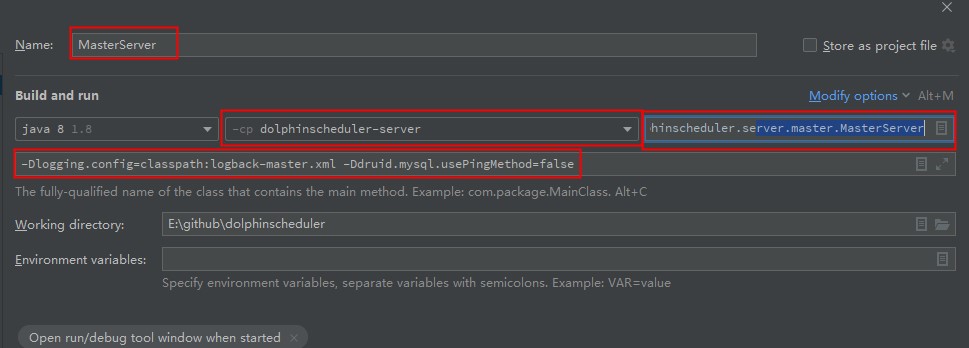 Name: MasterServer Store as project file
Build and run Modify options Alt+M
java 8 1.8 -cp dolphinscheduler-server hinscheduler.server.master.MasterServer
-Dlogging.config=classpath:logback-master.xml -Ddruid.mysql.usePingMethod=false
The fully-qualified name of the class that contains the main method. Example: com.package.MainClass. Alt+C
Working directory: E:\github\dolphinscheduler
Environment variables:
Specify environment variables, separate variables with semicolons. Example: VAR=value
Open run/debug tool window when started